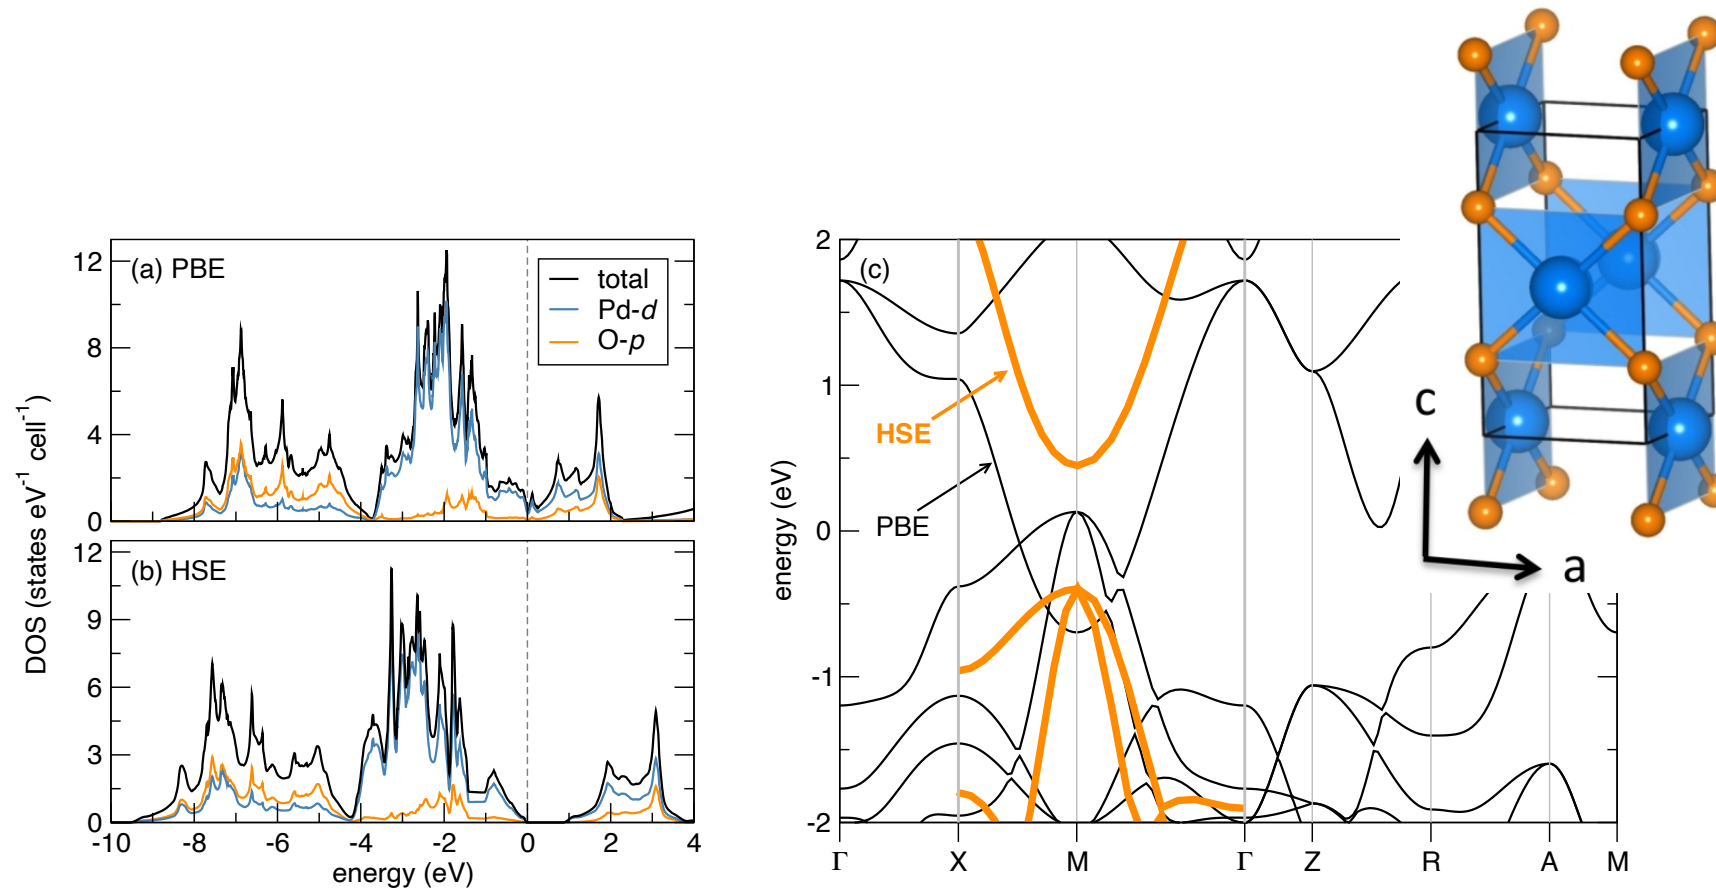 (a) PBE
total
Pd-d
O-p
12
8
4
0
(b) HSE
12
9
6
3
0
-10 -8 -6 -4 -2 0 2 4
energy (eV)
DOS (states eV⁻¹ cell⁻¹)
(c)
2
1
0
-1
-2
energy (eV)
HSE
PBE
Γ X M Γ Z R A M
c
a